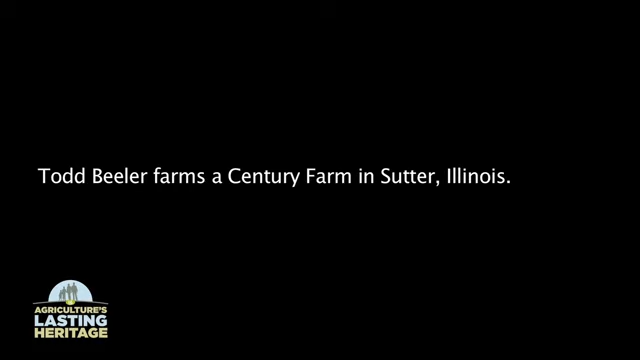 Todd Beeler farms a Century Farm in Sutter, Illinois.
AGRICULTURE'S
LASTING
HERITAGE